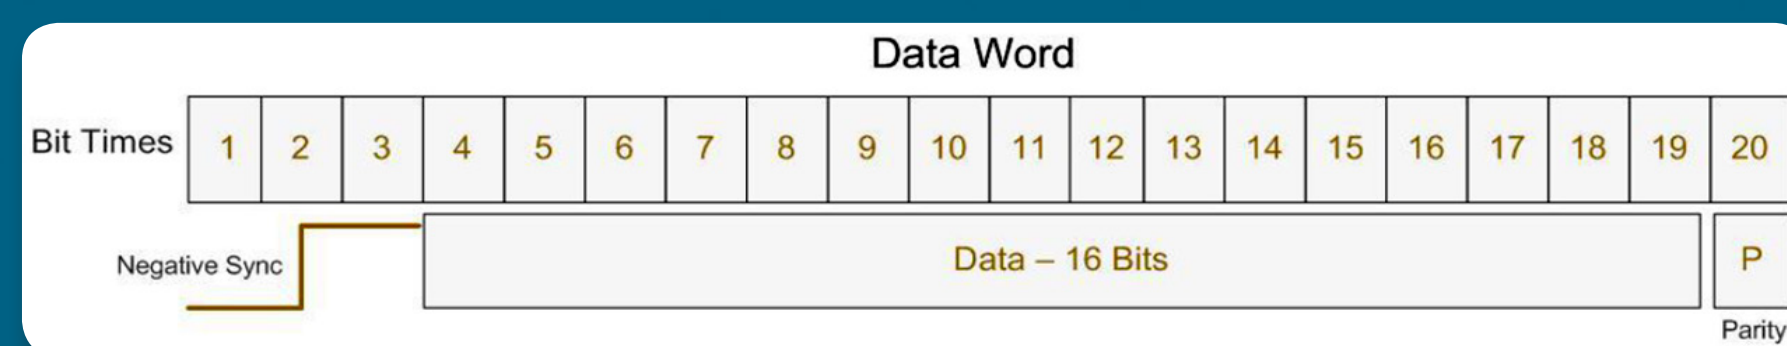 Data Word
Bit Times 1 2 3 4 5 6 7 8 9 10 11 12 13 14 15 16 17 18 19 20
Negative Sync Data – 16 Bits P
Parity